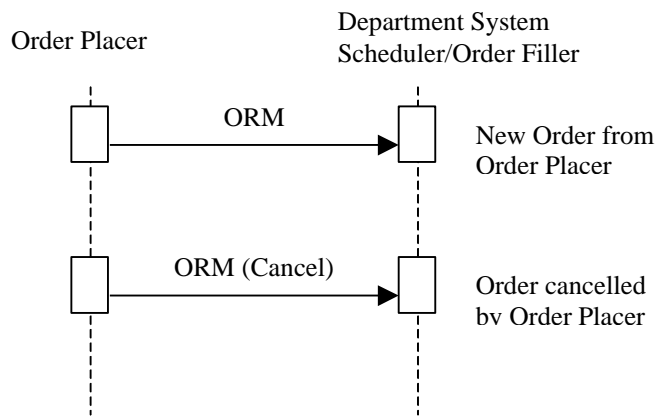 Order Placer
Department System
Scheduler/Order Filler
ORM
New Order from
Order Placer
ORM (Cancel)
Order cancelled
bv Order Placer